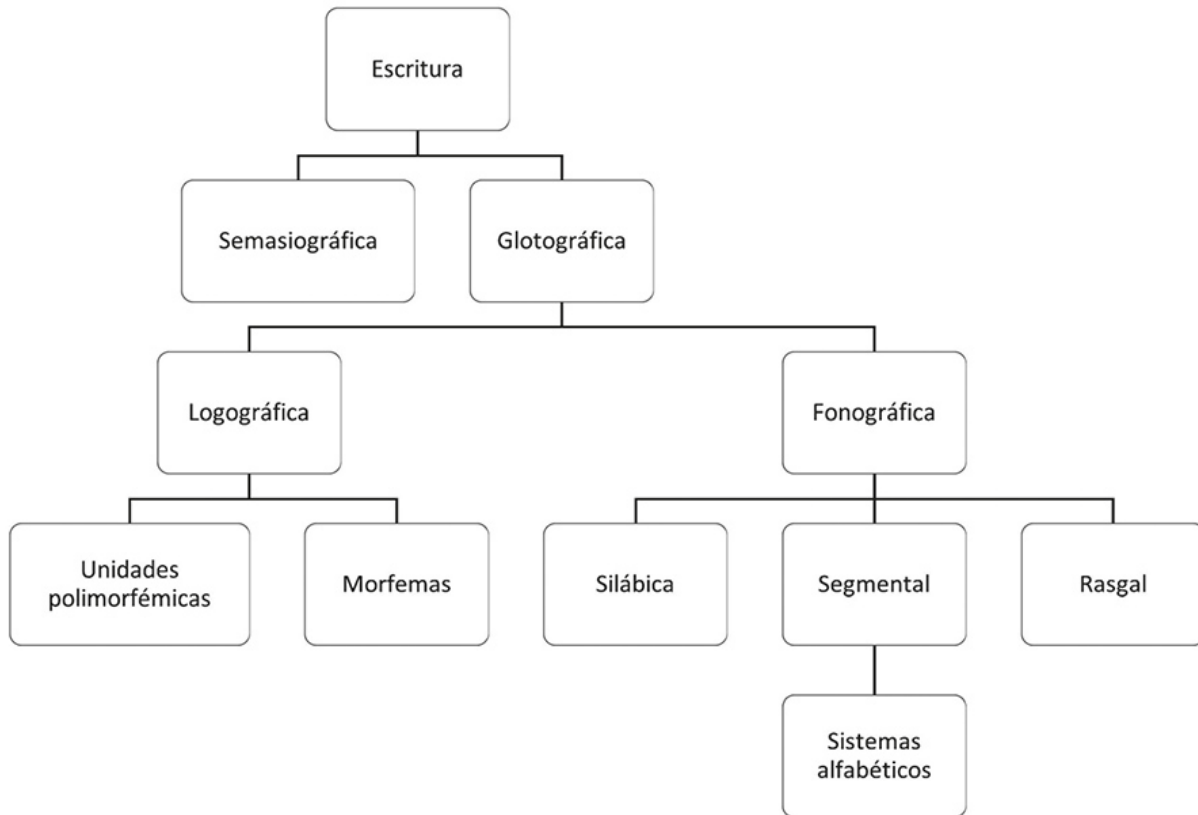 Escritura
Semasiográfica
Glotográfica
Logográfica
Fonográfica
Unidades
polimorfémicas
Morfemas
Silábica
Segmental
Rasgal
Sistemas
alfabéticos